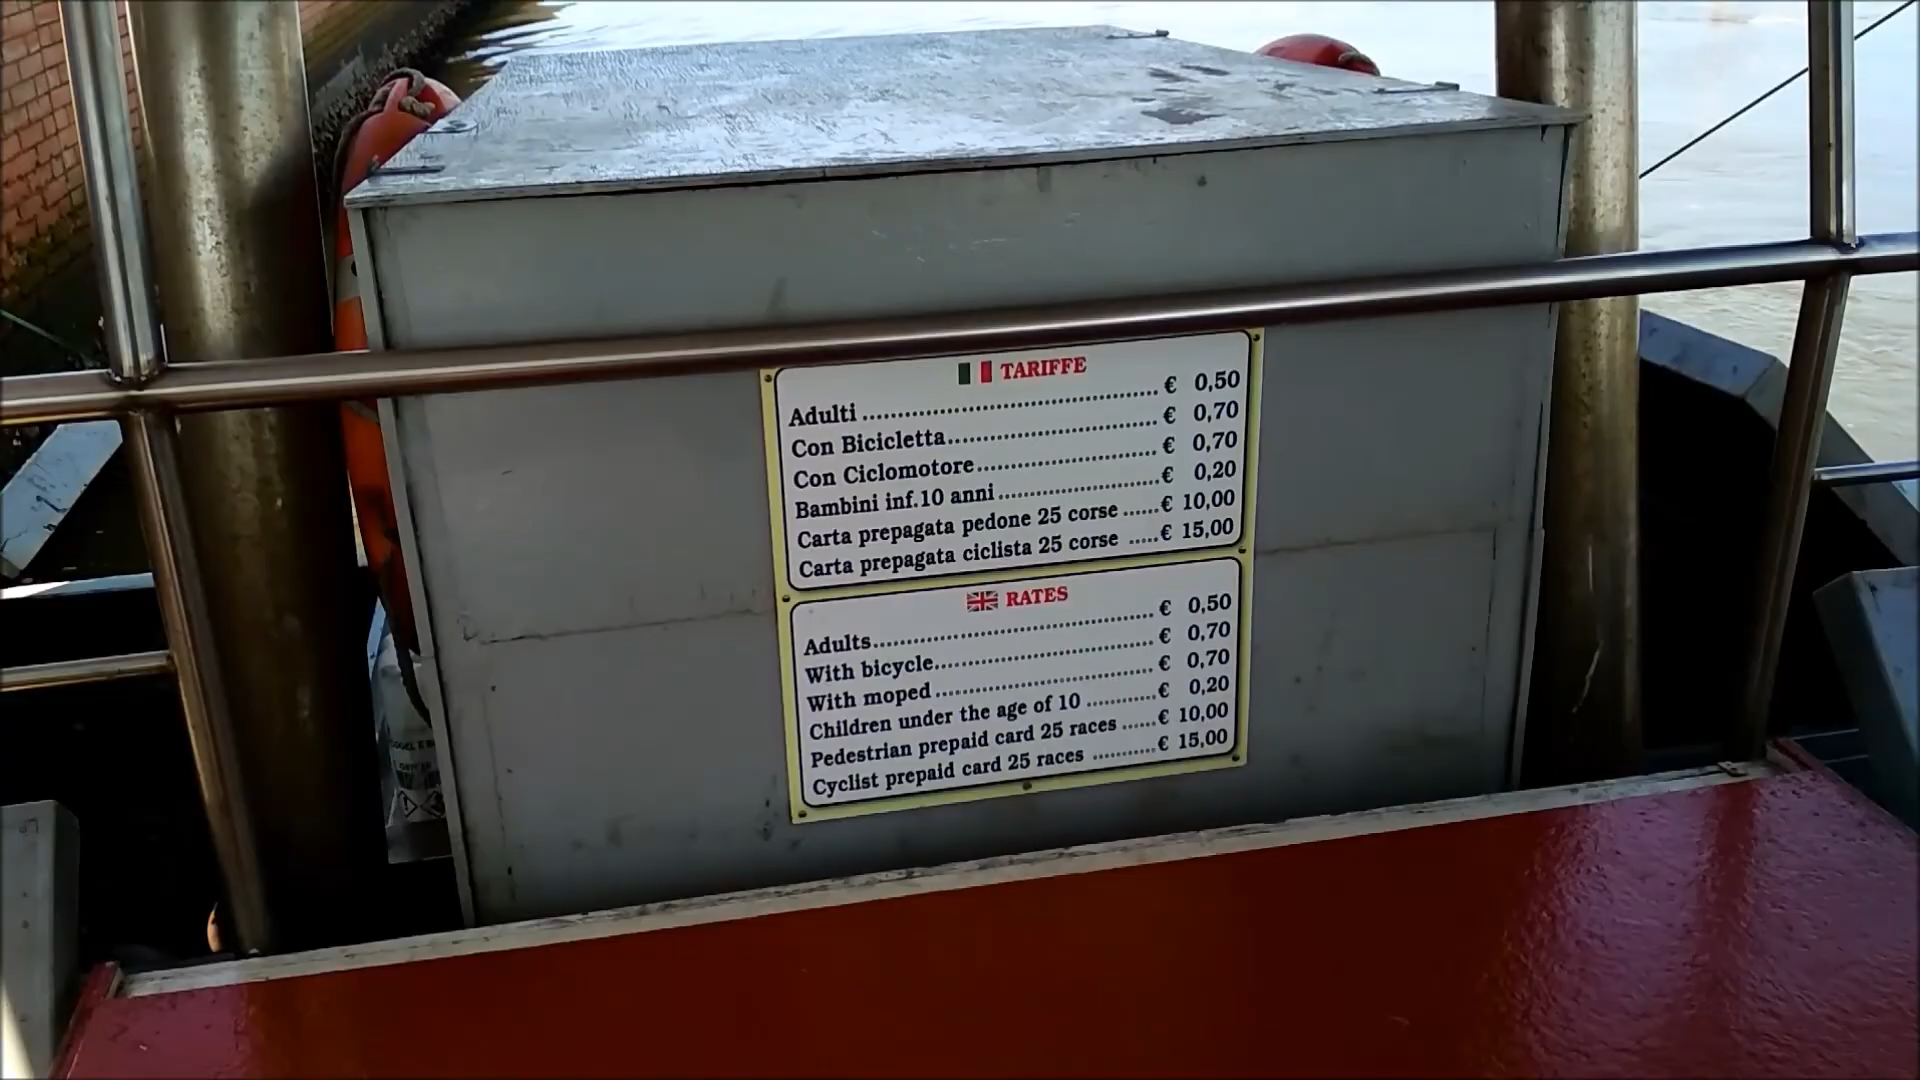 TARIFFE
Adulti .......................................... € 0,50
Con Bicicletta.............................. € 0,70
Con Ciclomotore......................... € 0,70
Bambini inf.10 anni ...................... € 0,20
Carta prepagata pedone 25 corse ......€ 10,00
Carta prepagata ciclista 25 corse .....€ 15,00
RATES
Adults....................................... € 0,50
With bicycle.............................. € 0,70
With moped .............................. € 0,70
Children under the age of 10 ..........€ 0,20
Pedestrian prepaid card 25 races ......€ 10,00
Cyclist prepaid card 25 races ...........€ 15,00